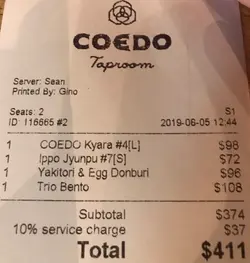 COEDO
Taproom
Server: Sean
Printed By: Gino
Seats: 2 S1
ID: 116665 #2 2019-06-05 12:44
1 COEDO Kyara #4[L] $98
1 Ippo Jyunpu #7[S] $72
1 Yakitori & Egg Donburi $96
1 Trio Bento $108
Subtotal $374
10% service charge $37
Total $411